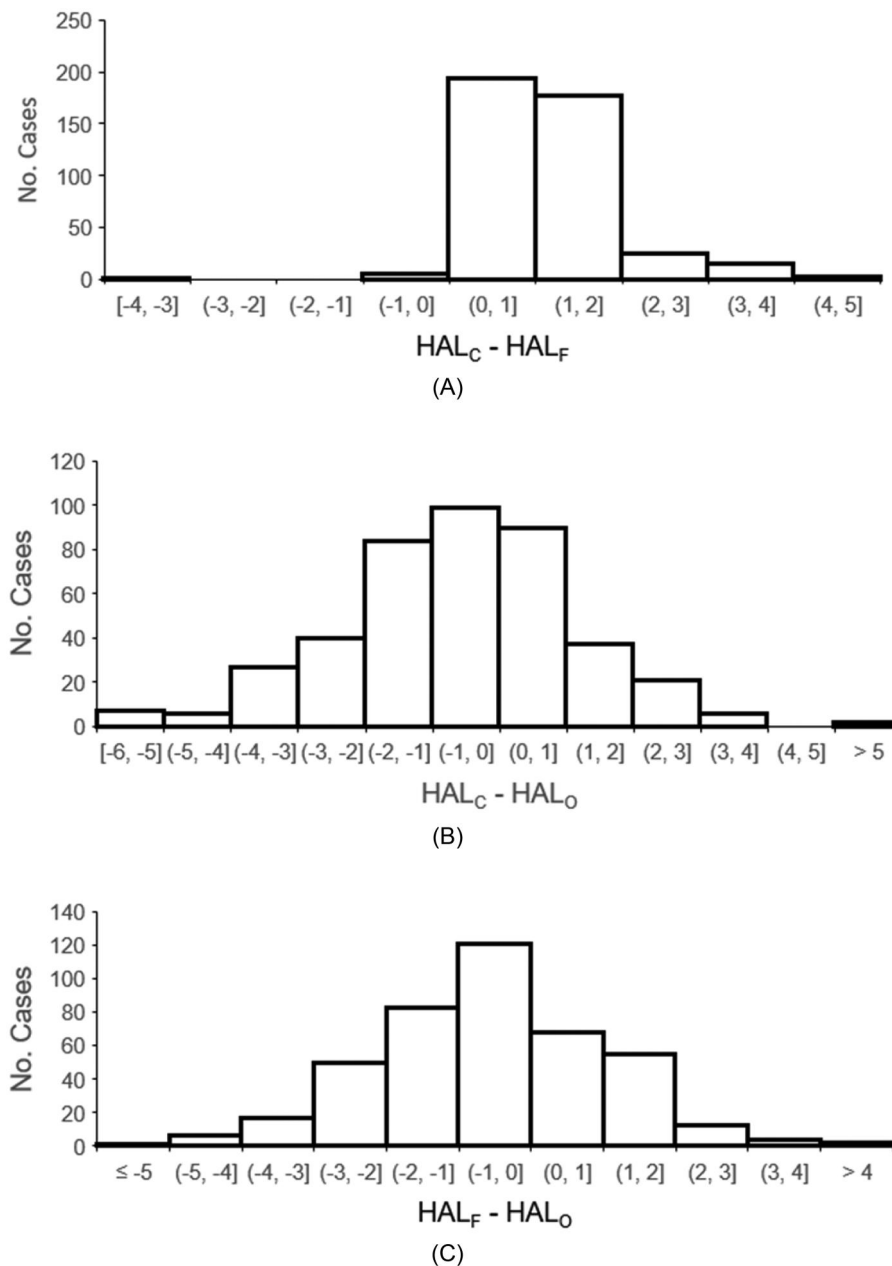 250
200
150
100
50
0
No. Cases
[-4, -3] (-3, -2] (-2, -1] (-1, 0] (0, 1] (1, 2] (2, 3] (3, 4] (4, 5]
HALC - HALF
(A)
120
100
80
60
40
20
0
No. Cases
[-6, -5] (-5, -4] (-4, -3] (-3, -2] (-2, -1] (-1, 0] (0, 1] (1, 2] (2, 3] (3, 4] (4, 5] > 5
HALC - HALO
(B)
140
120
100
80
60
40
20
0
No. Cases
≤ -5 (-5, -4] (-4, -3] (-3, -2] (-2, -1] (-1, 0] (0, 1] (1, 2] (2, 3] (3, 4] > 4
HALF - HALO
(C)